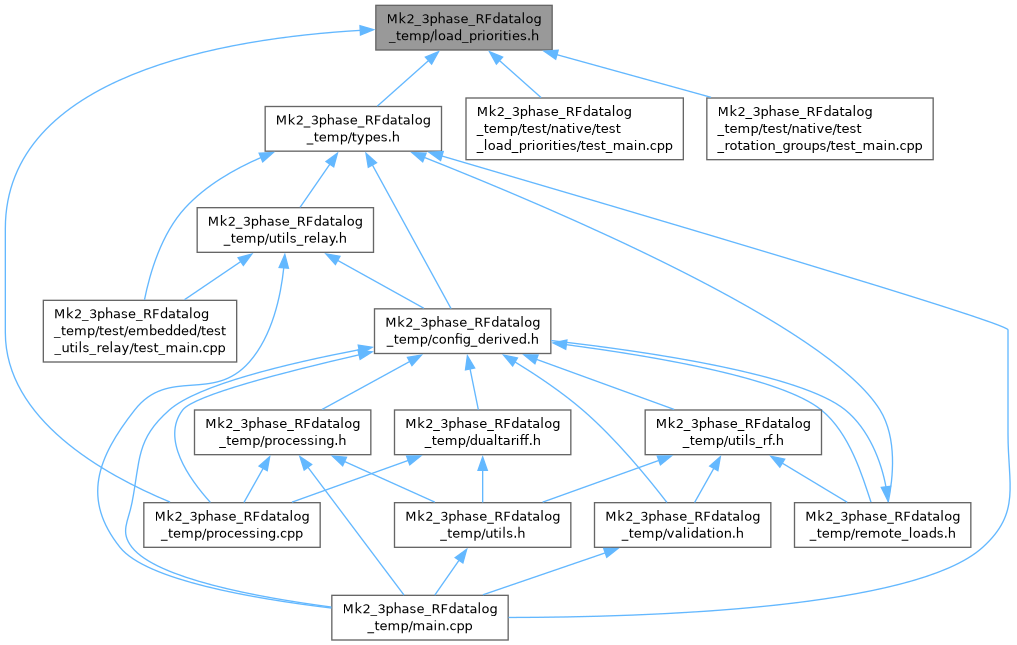 Mk2_3phase_RFdatalog
_temp/load_priorities.h
Mk2_3phase_RFdatalog
_temp/types.h
Mk2_3phase_RFdatalog
_temp/test/native/test
_load_priorities/test_main.cpp
Mk2_3phase_RFdatalog
_temp/test/native/test
_rotation_groups/test_main.cpp
Mk2_3phase_RFdatalog
_temp/utils_relay.h
Mk2_3phase_RFdatalog
_temp/test/embedded/test
_utils_relay/test_main.cpp
Mk2_3phase_RFdatalog
_temp/config_derived.h
Mk2_3phase_RFdatalog
_temp/processing.h
Mk2_3phase_RFdatalog
_temp/dualtariff.h
Mk2_3phase_RFdatalog
_temp/utils_rf.h
Mk2_3phase_RFdatalog
_temp/processing.cpp
Mk2_3phase_RFdatalog
_temp/utils.h
Mk2_3phase_RFdatalog
_temp/validation.h
Mk2_3phase_RFdatalog
_temp/remote_loads.h
Mk2_3phase_RFdatalog
_temp/main.cpp